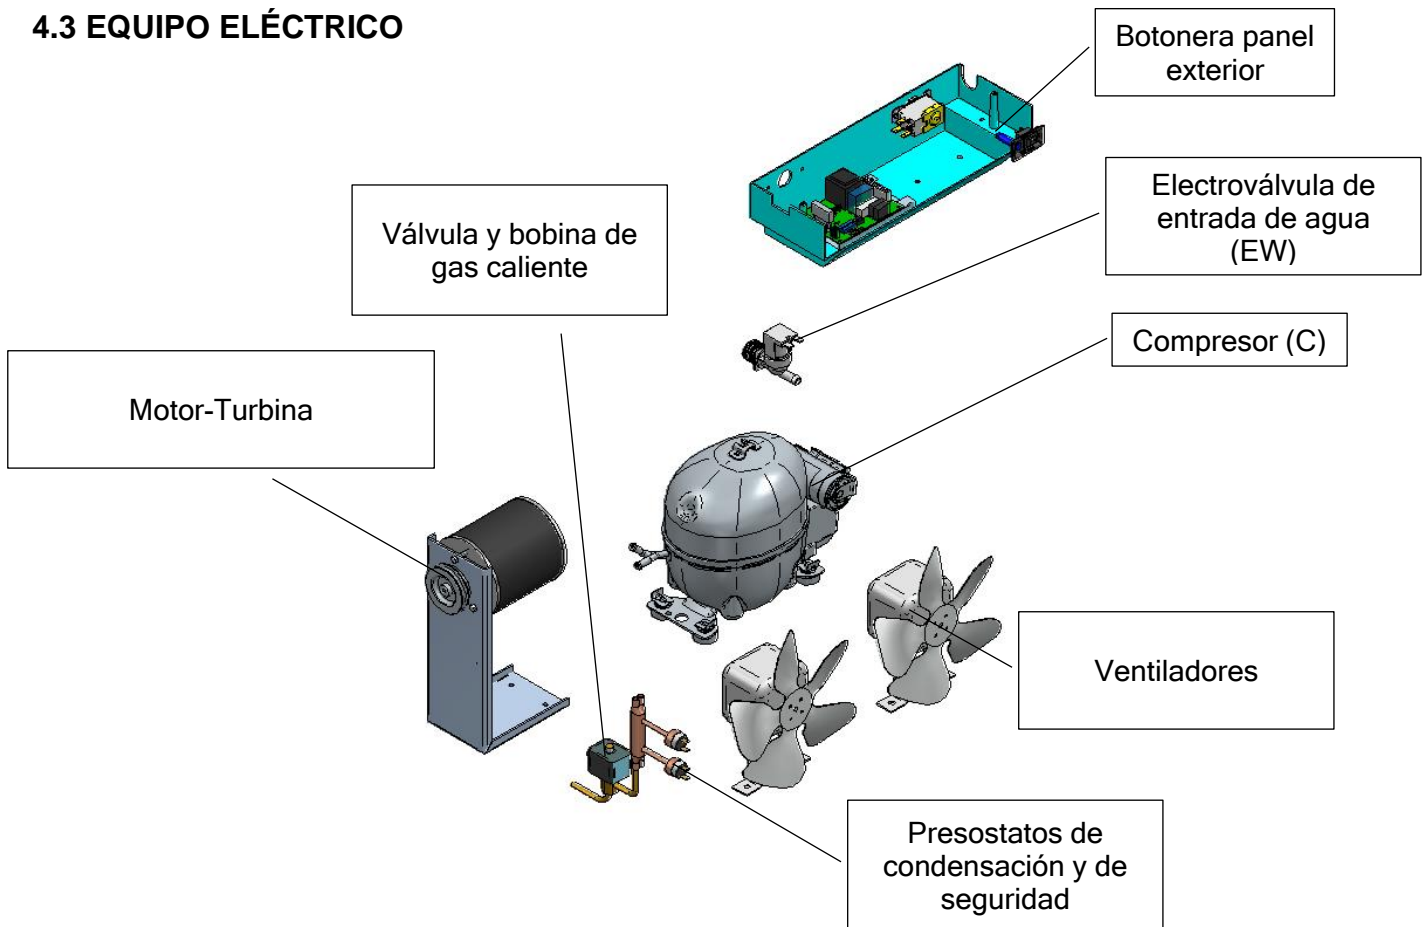 4.3 EQUIPO ELÉCTRICO
Botonera panel
exterior
Electroválvula de
entrada de agua
(EW)
Válvula y bobina de
gas caliente
Compresor (C)
Motor-Turbina
Ventiladores
Presostatos de
condensación y de
seguridad